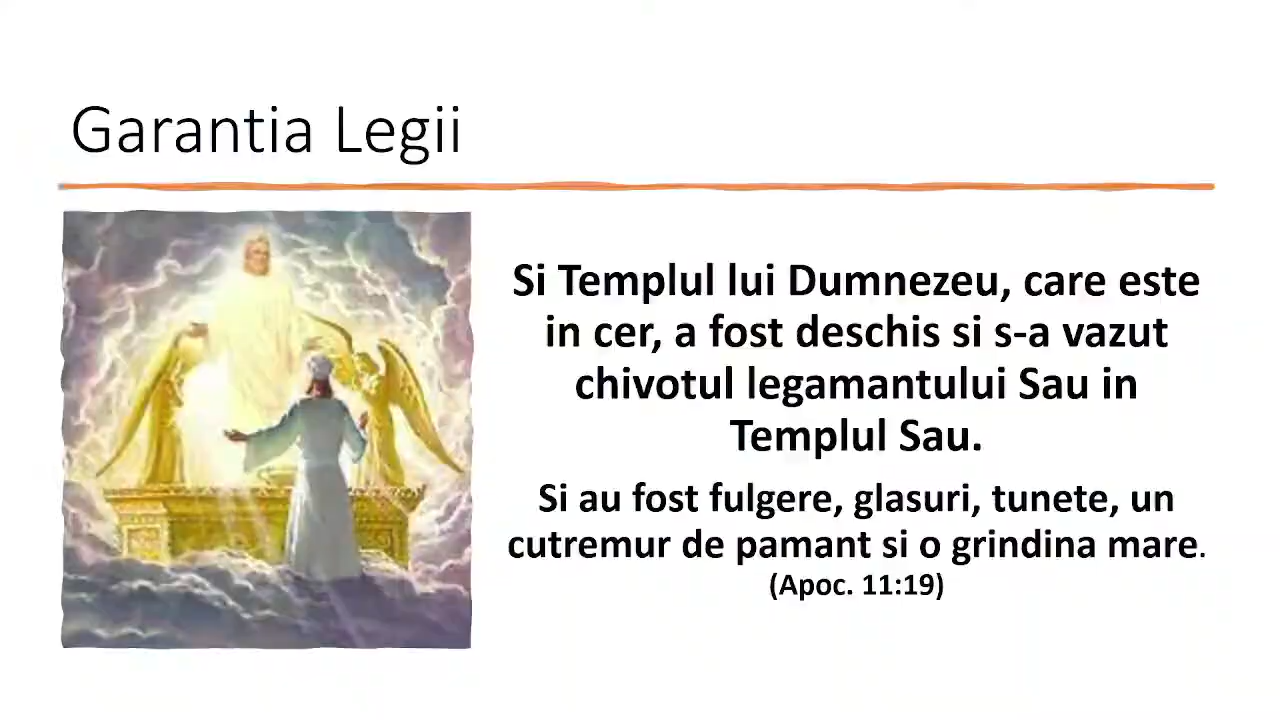 Garantia Legii
Si Templul lui Dumnezeu, care este
in cer, a fost deschis si s-a vazut
chivotul legamantului Sau in
Templul Sau.
Si au fost fulgere, glasuri, tunete, un
cutremur de pamant si o grindina mare.
(Apoc. 11:19)